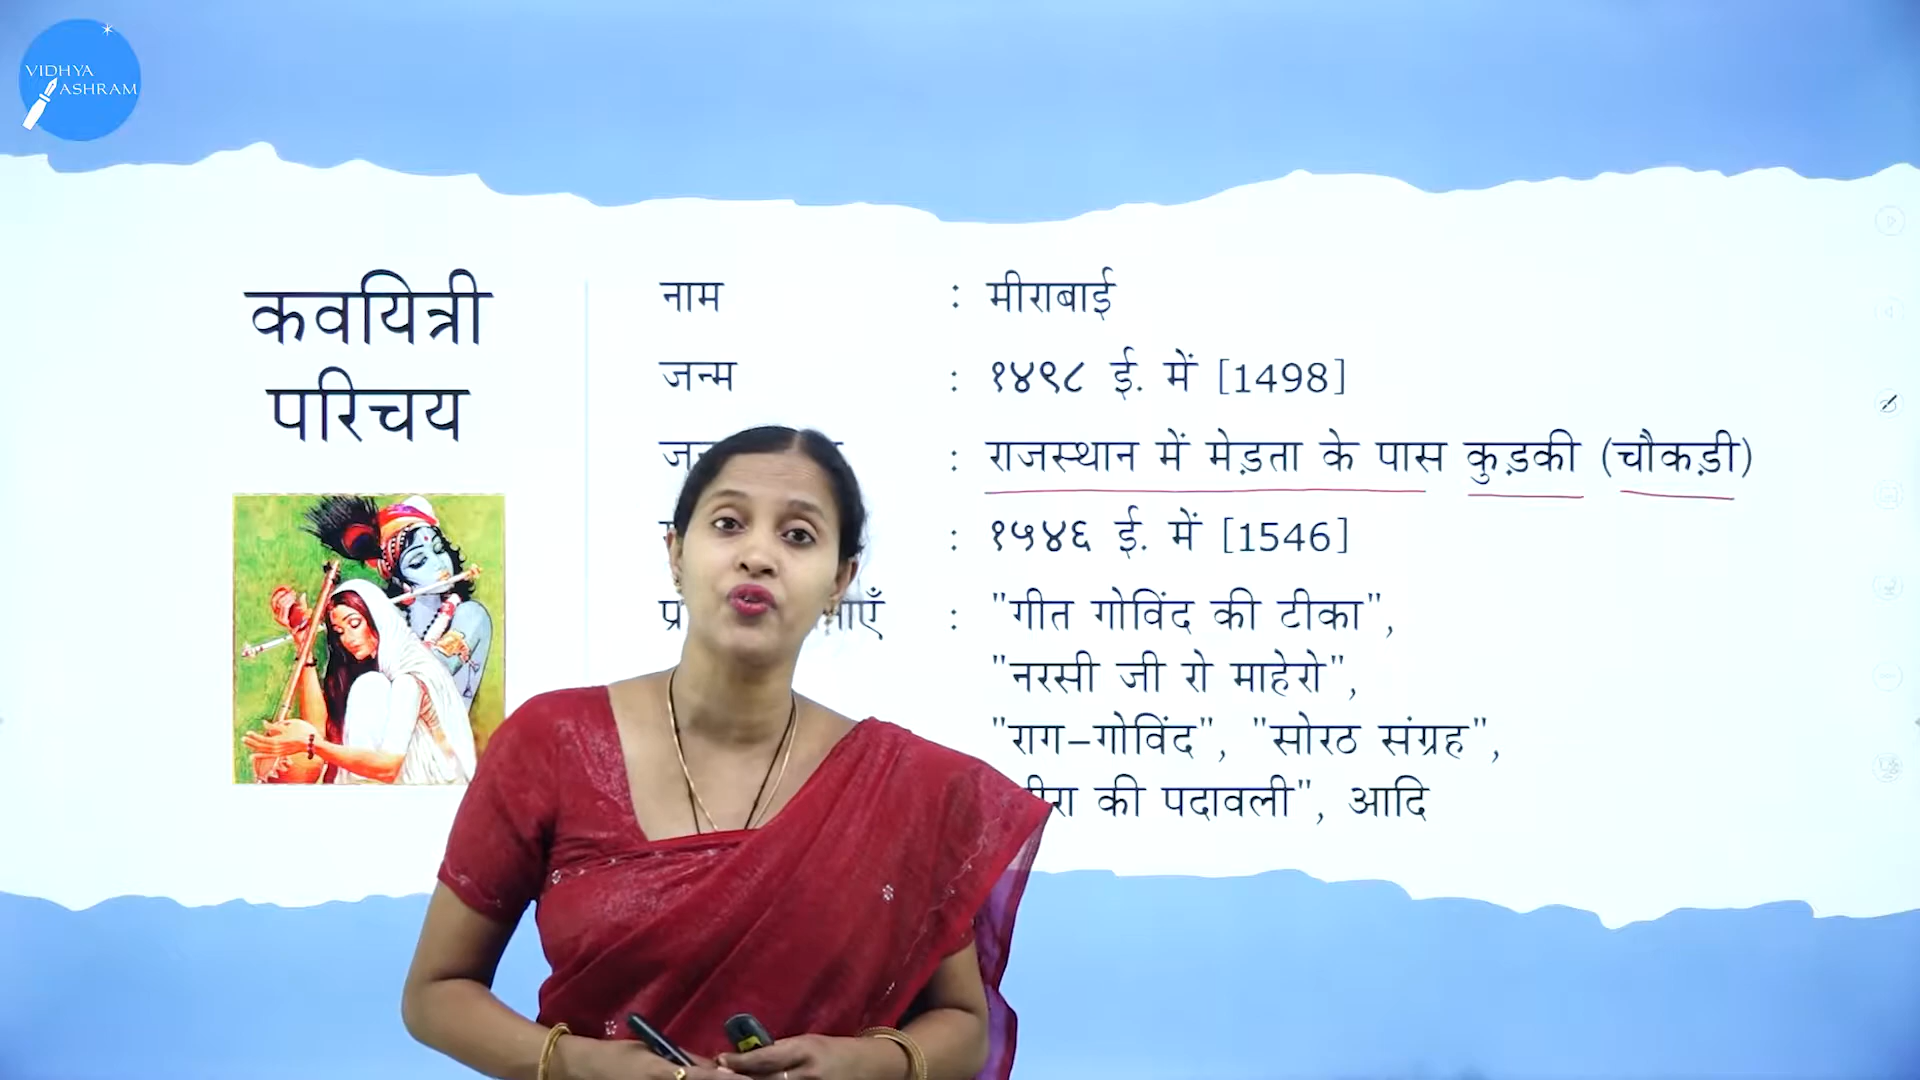 VIDHYA
ASHRAM
कवयित्री
परिचय
नाम : मीराबाई
जन्म : १४९८ ई. में [1498]
: राजस्थान में मेड़ता के पास कुड़की (चौकड़ी)
: १५४६ ई. में [1546]
: "गीत गोविंद की टीका",
"नरसी जी रो माहेरो",
"राग-गोविंद", "सोरठ संग्रह",
की पदावली", आदि